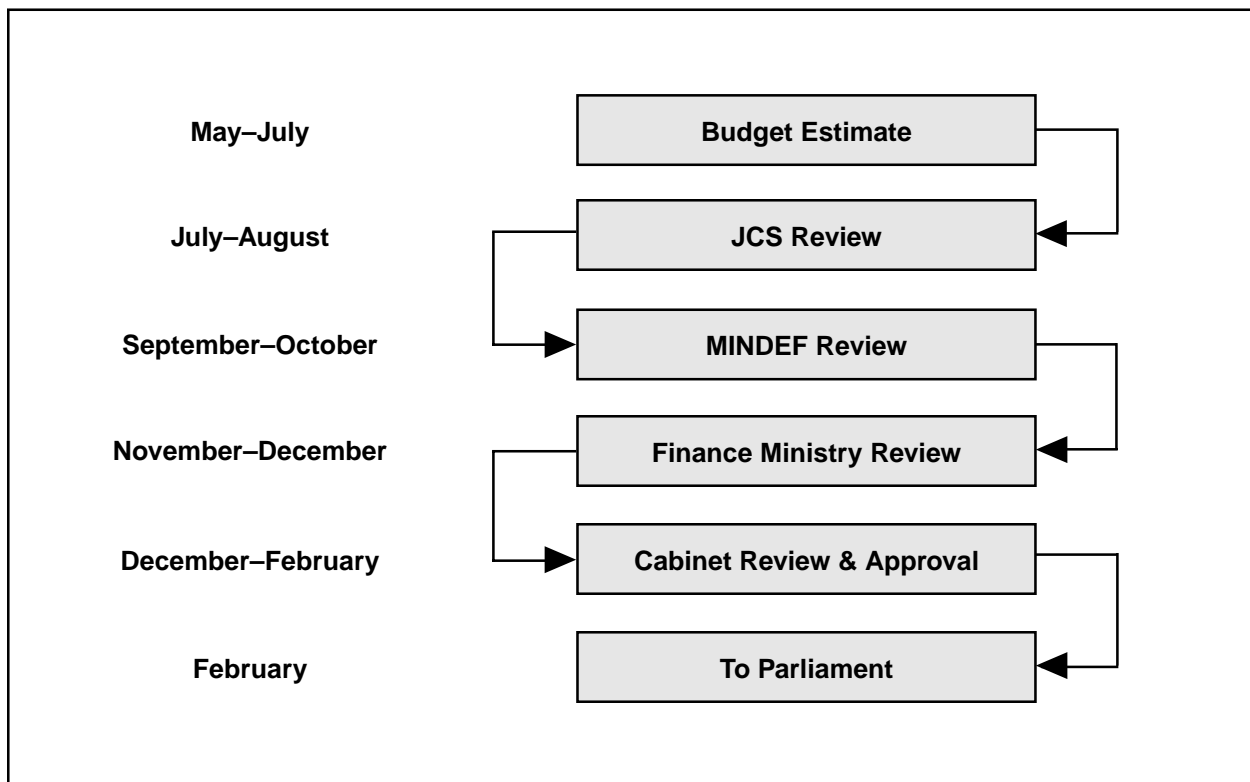 May–July
Budget Estimate
July–August
JCS Review
September–October
MINDEF Review
November–December
Finance Ministry Review
December–February
Cabinet Review & Approval
February
To Parliament